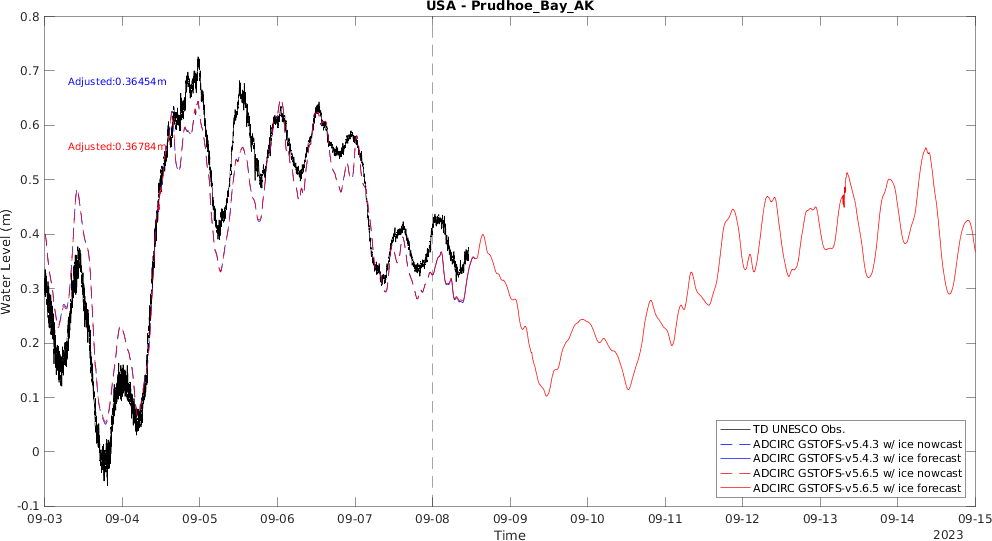 USA - Prudhoe_Bay_AK
0.8
0.7
0.6
0.5
0.4
0.3
0.2
0.1
0
-0.1
Water Level (m)
Adjusted:0.36454m
Adjusted:0.36784m
TD UNESCO Obs.
ADCIRC GSTOFS-v5.4.3 w/ ice nowcast
ADCIRC GSTOFS-v5.4.3 w/ ice forecast
ADCIRC GSTOFS-v5.6.5 w/ ice nowcast
ADCIRC GSTOFS-v5.6.5 w/ ice forecast
09-03 09-04 09-05 09-06 09-07 09-08 09-09 09-10 09-11 09-12 09-13 09-14 09-15
Time
2023